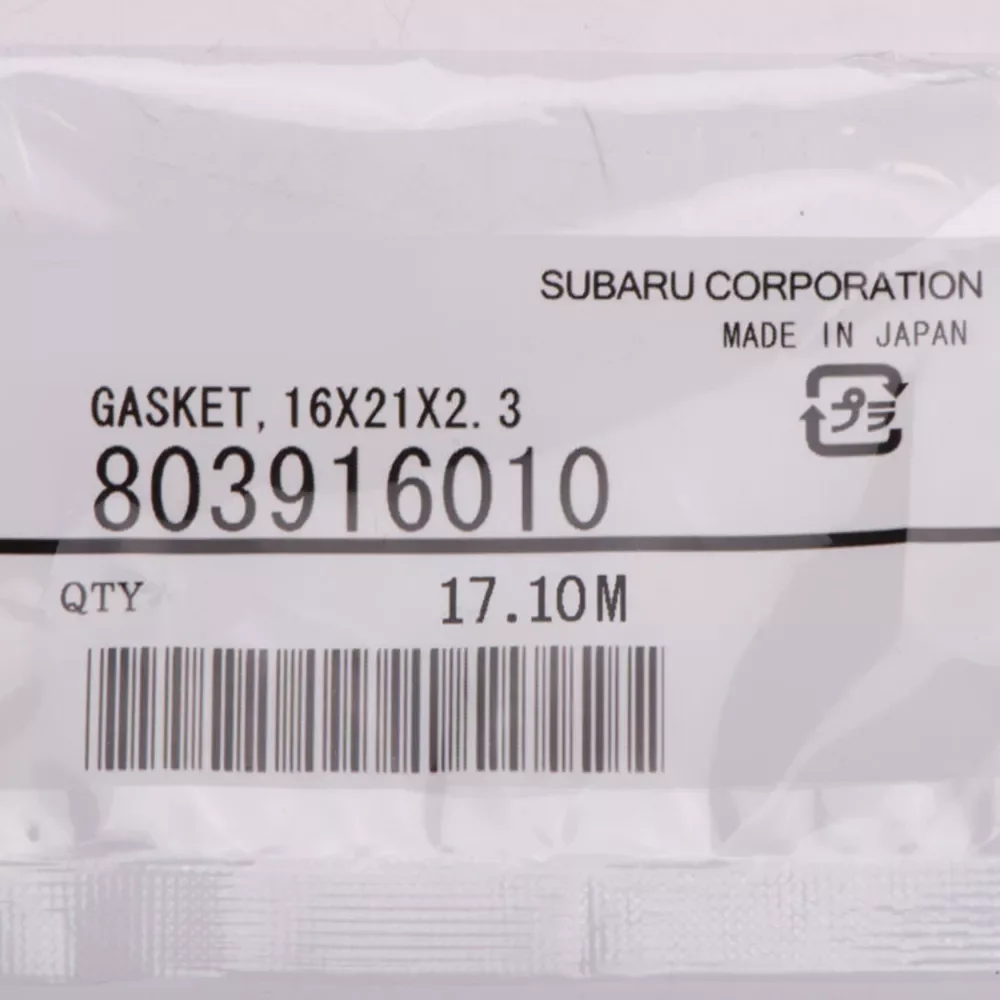 SUBARU CORPORATION
MADE IN JAPAN
プラ
GASKET, 16X21X2. 3
803916010
QTY 17.10M